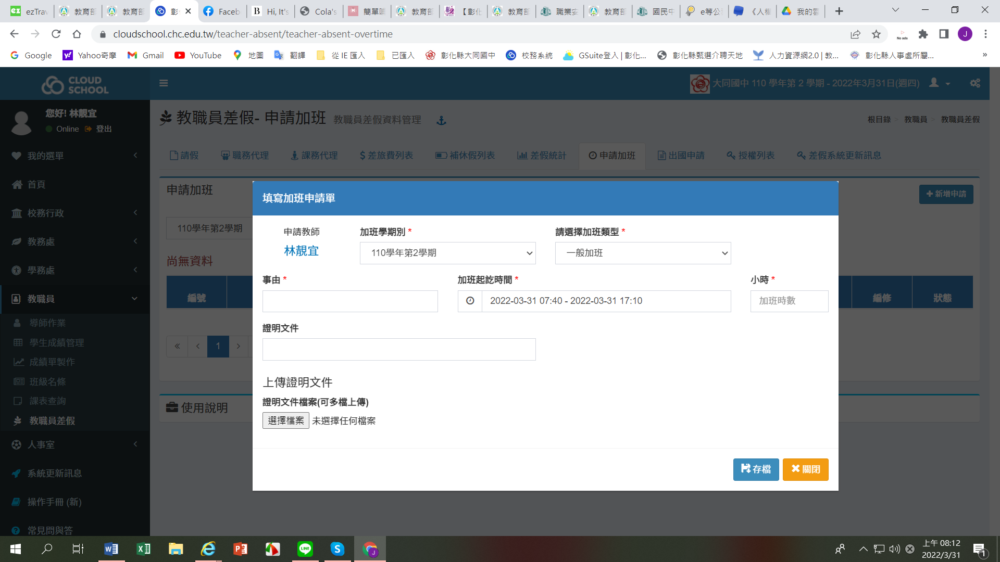 ezTrav
教育部
教育部
彰
Faceb
Hi, It's
Cola's
簡單哺
教育部
【彰化
教育部
職業安
教育部
國民中
e等公
《人權
我的雲
cloudschool.chc.edu.tw/teacher-absent/teacher-absent-overtime
No ads
J
Google
Yahoo奇摩
Gmail
YouTube
地圖
翻譯
從 IE 匯入
已匯入
彰化縣大同國中
校務系統
GSuite登入 | 彰化...
彰化縣甄選介聘天地
人力資源網2.0 | 教...
彰化縣人事處所屬...
»
CLOUD
SCHOOL
大同國中 110 學年第 2 學期 - 2022年3月31日(週四)
您好! 林靚宜
Online 登出
我的選單
首頁
校務行政
教務處
學務處
教職員
導師作業
學生成績管理
成績單製作
班級名條
課表查詢
教職員差假
人事室
系統更新訊息
操作手冊 (新)
常見問與答
教職員差假- 申請加班 教職員差假資料管理
根目錄 > 教職員 > 教職員差假
請假
職務代理
課務代理
差旅費列表
補休假列表
差假統計
申請加班
出國申請
授權列表
差假系統更新訊息
申請加班
新增申請
110學年第2學期
尚無資料
編號
編修
狀態
« ‹ 1 ›
使用說明
填寫加班申請單
申請教師
林靚宜
加班學期別 *
110學年第2學期
請選擇加班類型 *
一般加班
事由 *
加班起訖時間 *
2022-03-31 07:40 - 2022-03-31 17:10
小時 *
加班時數
證明文件
上傳證明文件
證明文件檔案(可多檔上傳)
選擇檔案 未選擇任何檔案
存檔
關閉
上午 08:12
2022/3/31
1